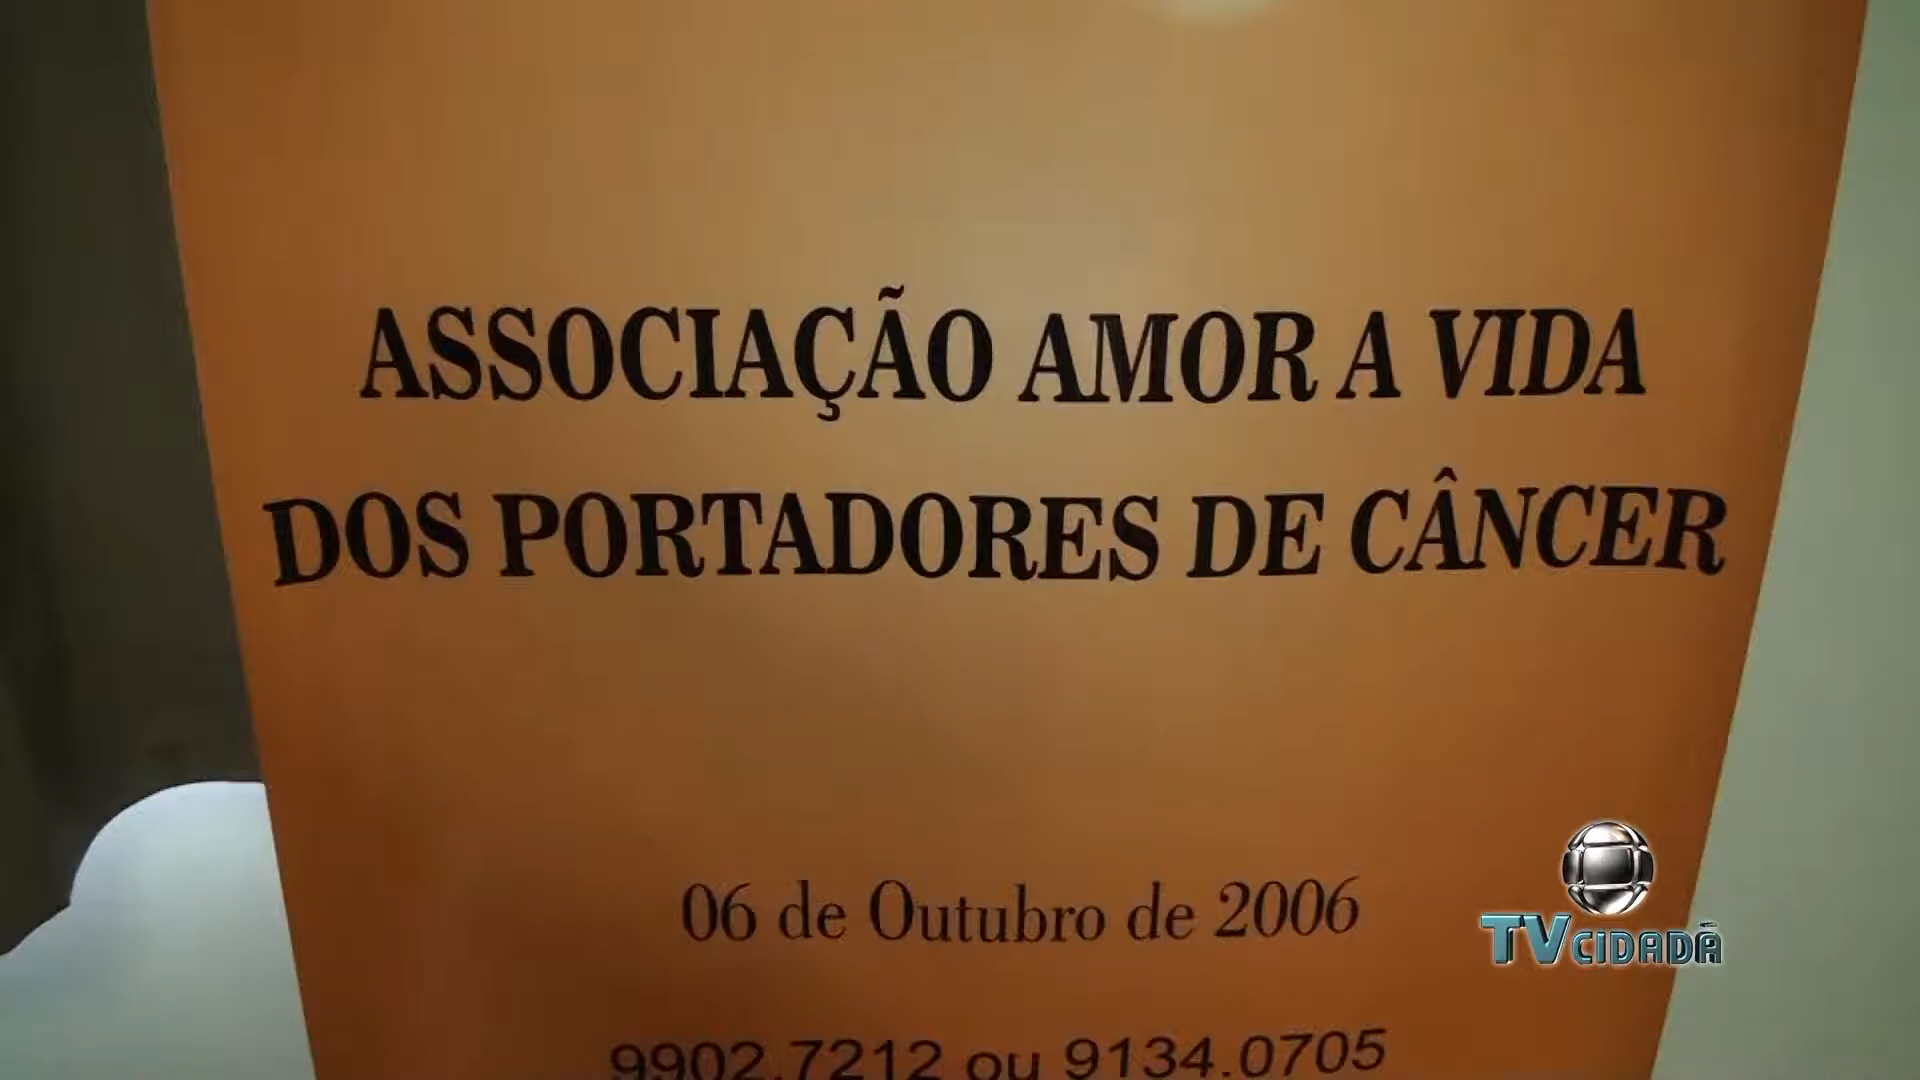 ASSOCIAÇÃO AMOR A VIDA
DOS PORTADORES DE CÂNCER
06 de Outubro de 2006
TV CIDADÃ
9902.7212 ou 9134.0705